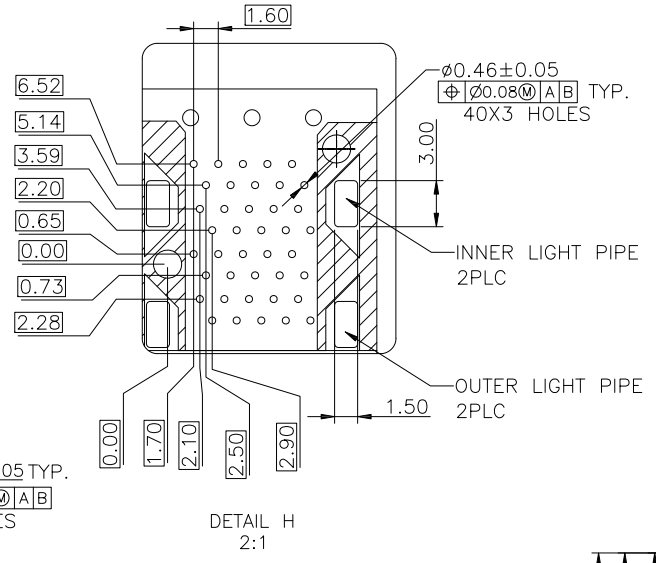 1.60
6.52
5.14
3.59
2.20
0.65
0.00
0.73
2.28
ø0.46±0.05
⌖ Ø0.08Ⓜ A B TYP.
40X3 HOLES
3.00
INNER LIGHT PIPE
2PLC
OUTER LIGHT PIPE
2PLC
1.50
0.00
1.70
2.10
2.50
2.90
05 TYP.
Ⓜ A B
ES
DETAIL H
2:1